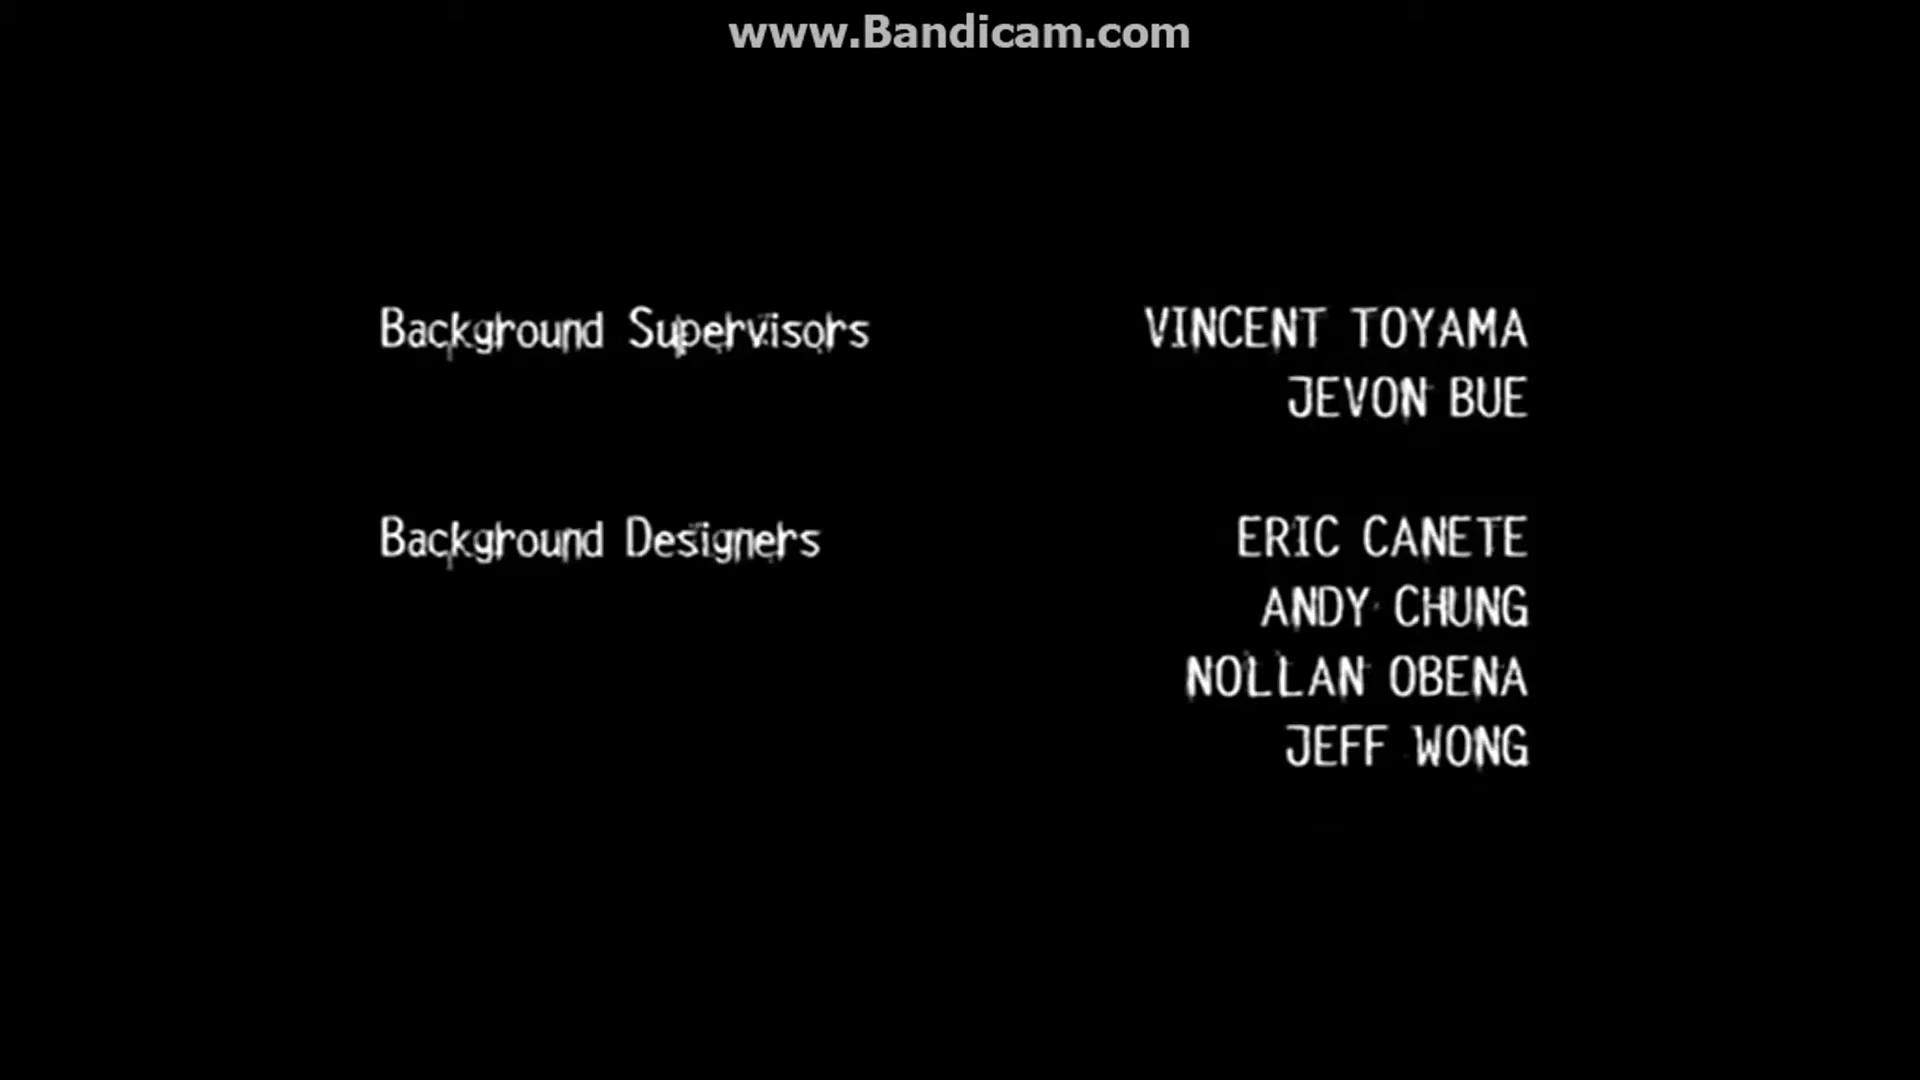 www.Bandicam.com
Background Supervisors VINCENT TOYAMA
JEVON BUE
Background Designers ERIC CANETE
ANDY CHUNG
NOLLAN OBENA
JEFF WONG